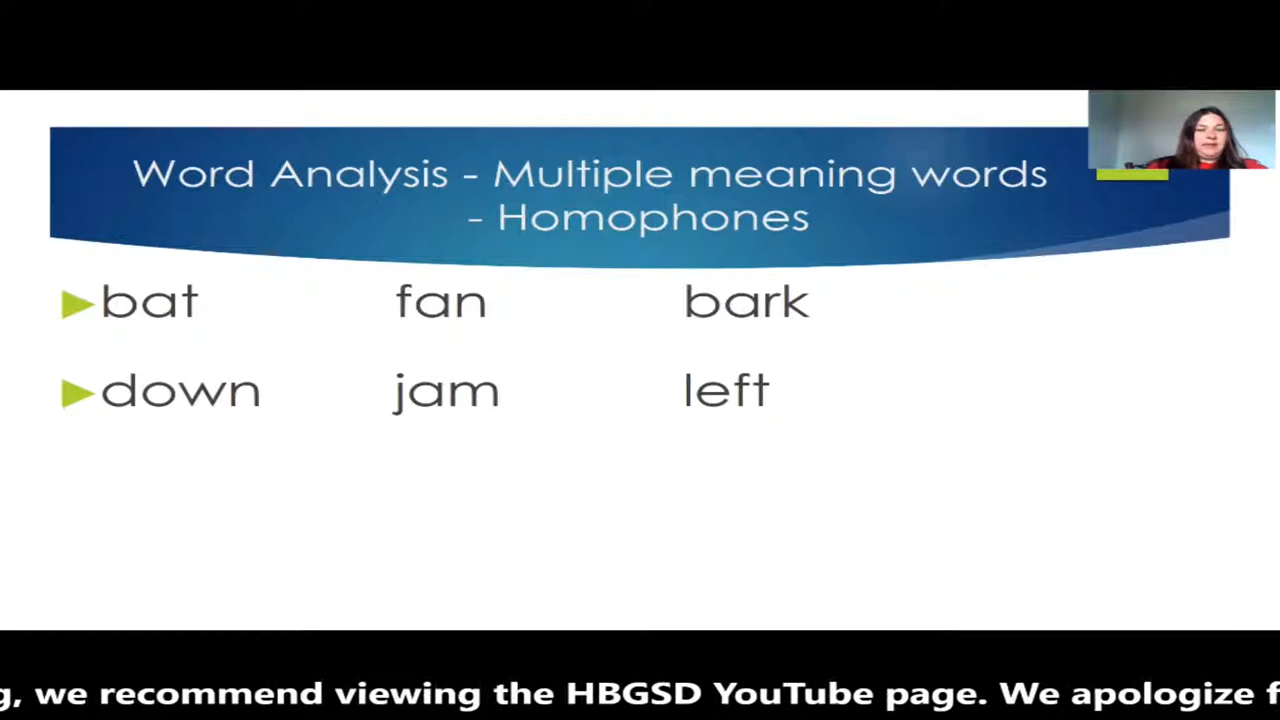 Word Analysis - Multiple meaning words
- Homophones
bat fan bark
down jam left
, we recommend viewing the HBGSD YouTube page. We apologize